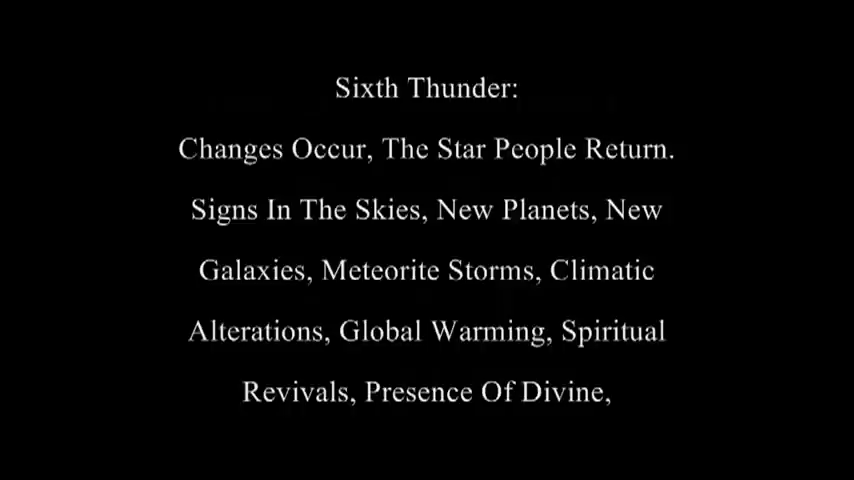 Sixth Thunder:
Changes Occur, The Star People Return.
Signs In The Skies, New Planets, New
Galaxies, Meteorite Storms, Climatic
Alterations, Global Warming, Spiritual
Revivals, Presence Of Divine,